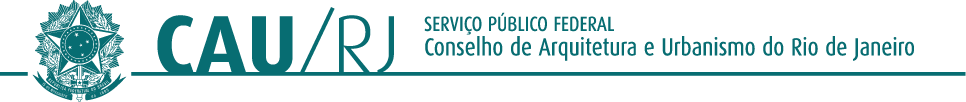 CAU/RJ
SERVIÇO PÚBLICO FEDERAL
Conselho de Arquitetura e Urbanismo do Rio de Janeiro